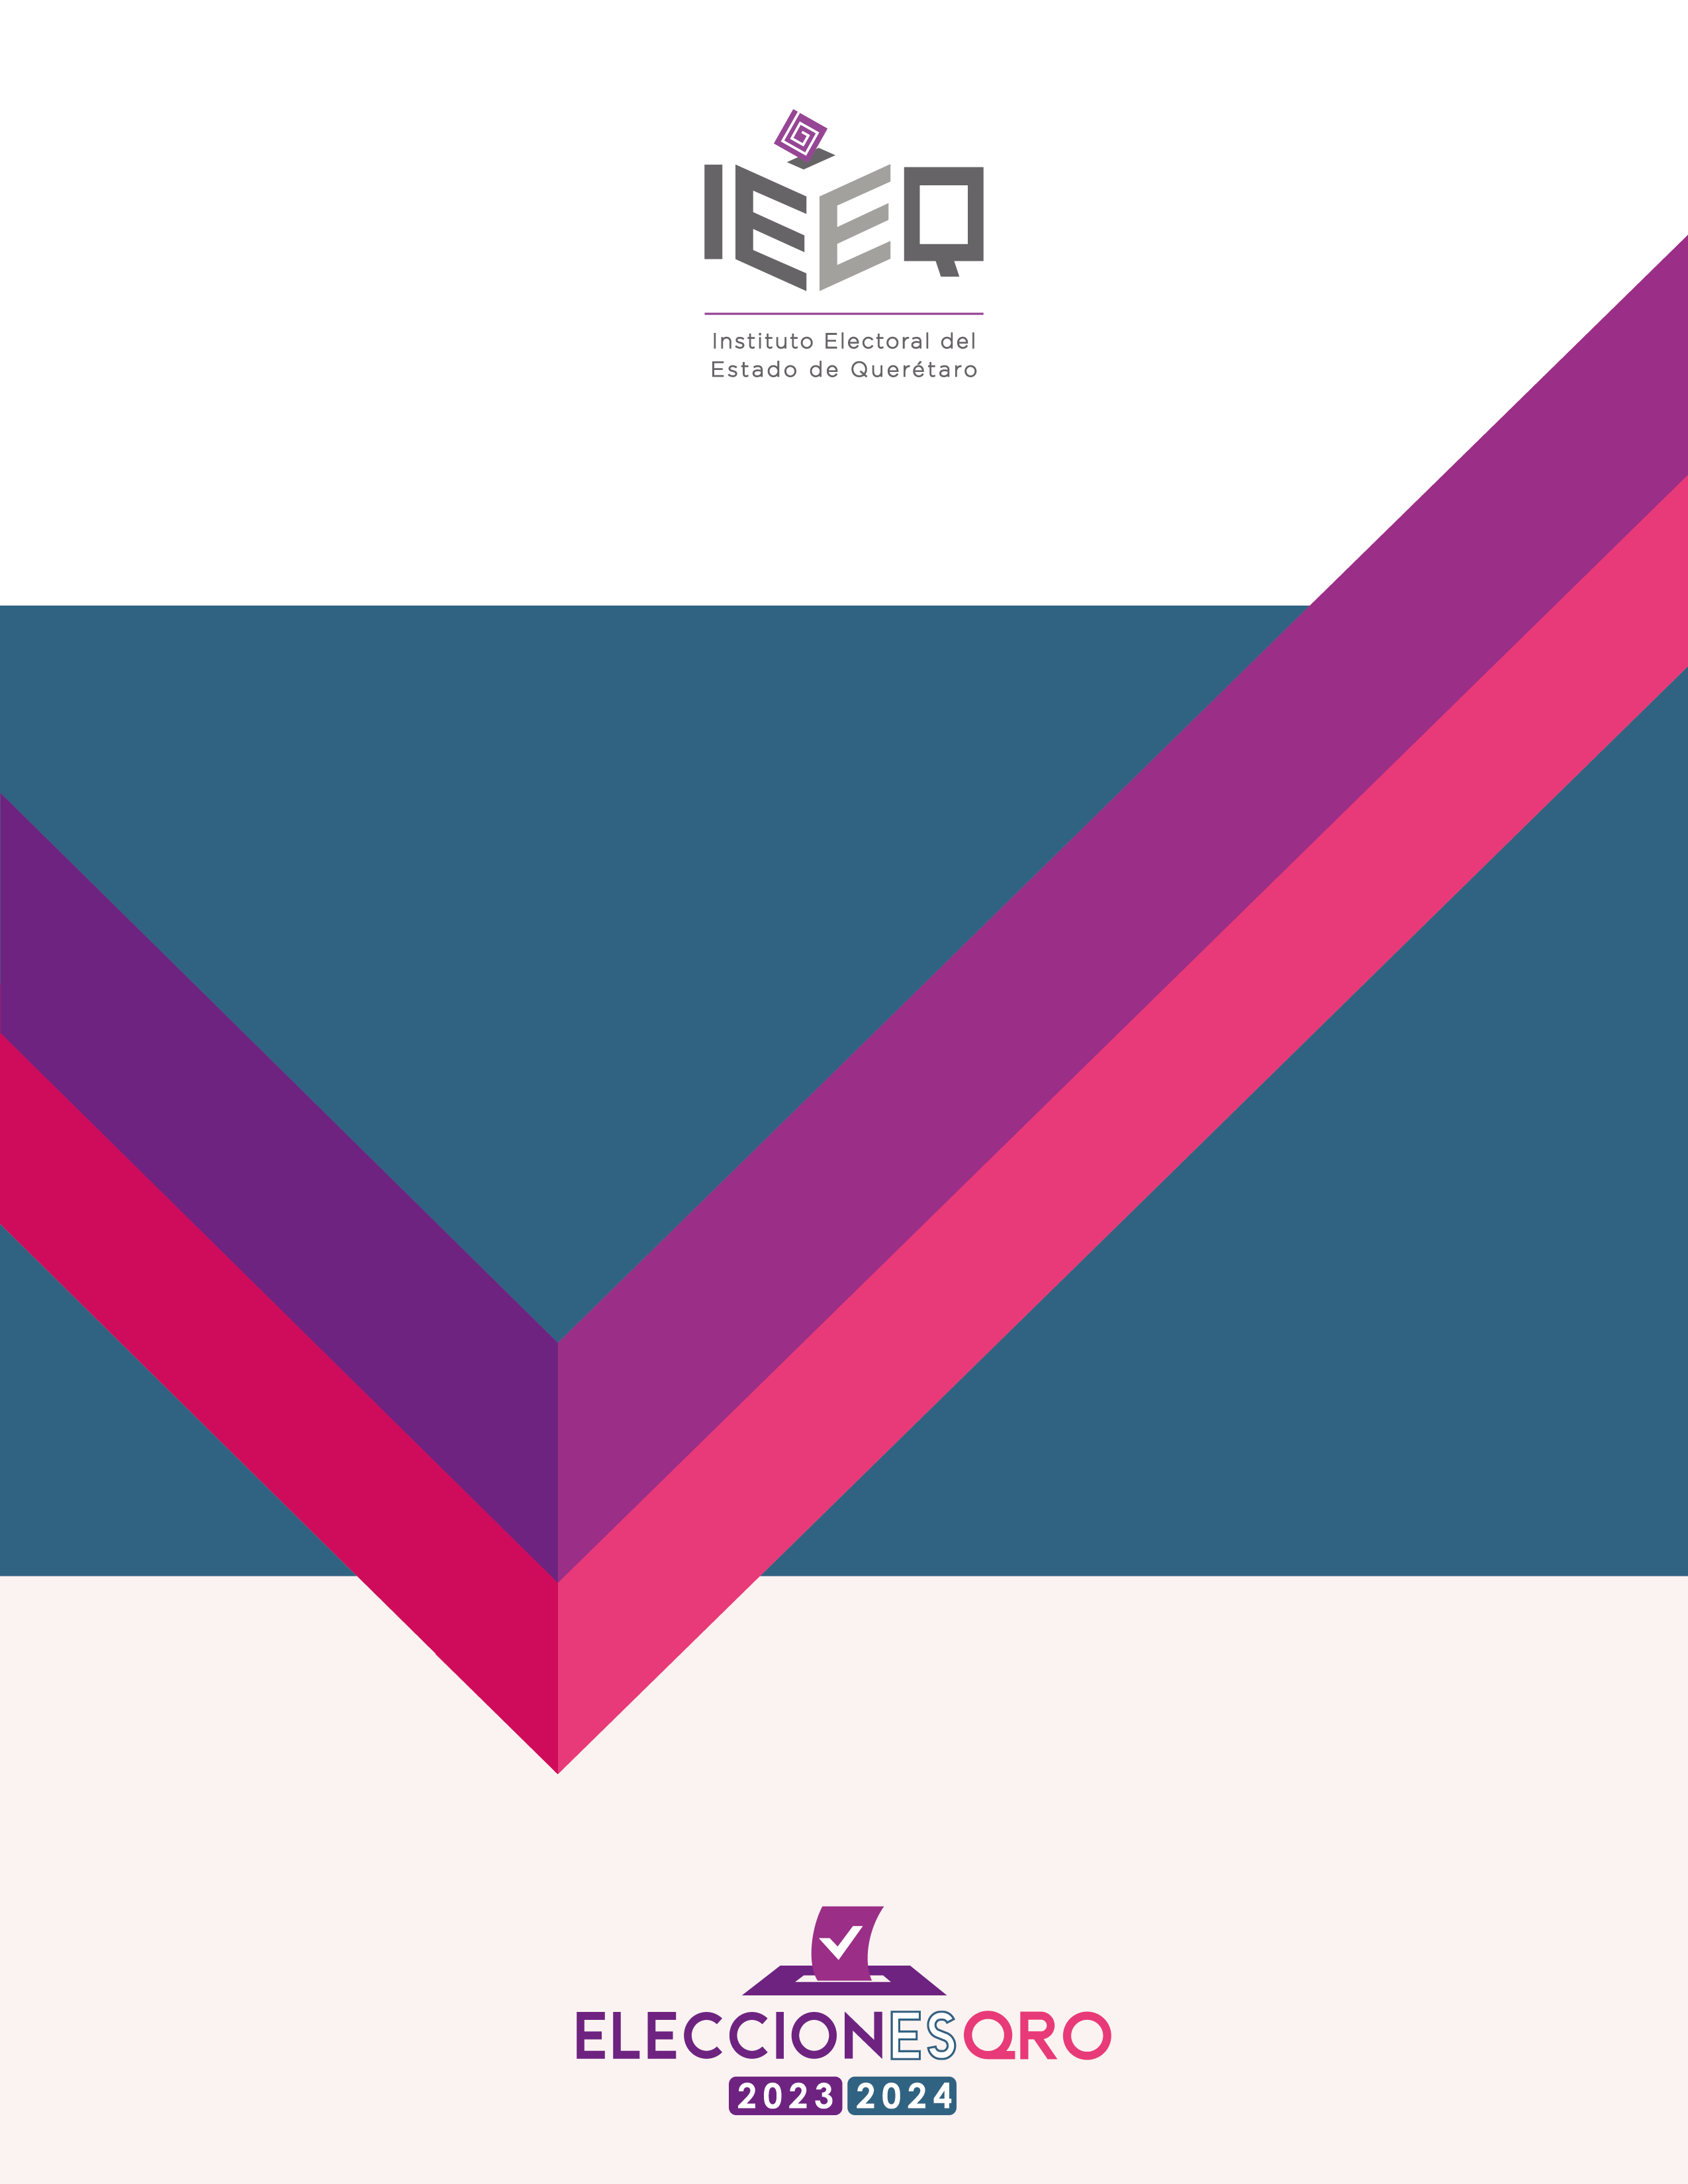 IEEQ
Instituto Electoral del
Estado de Querétaro
ELECCIONESQRO
2023 2024